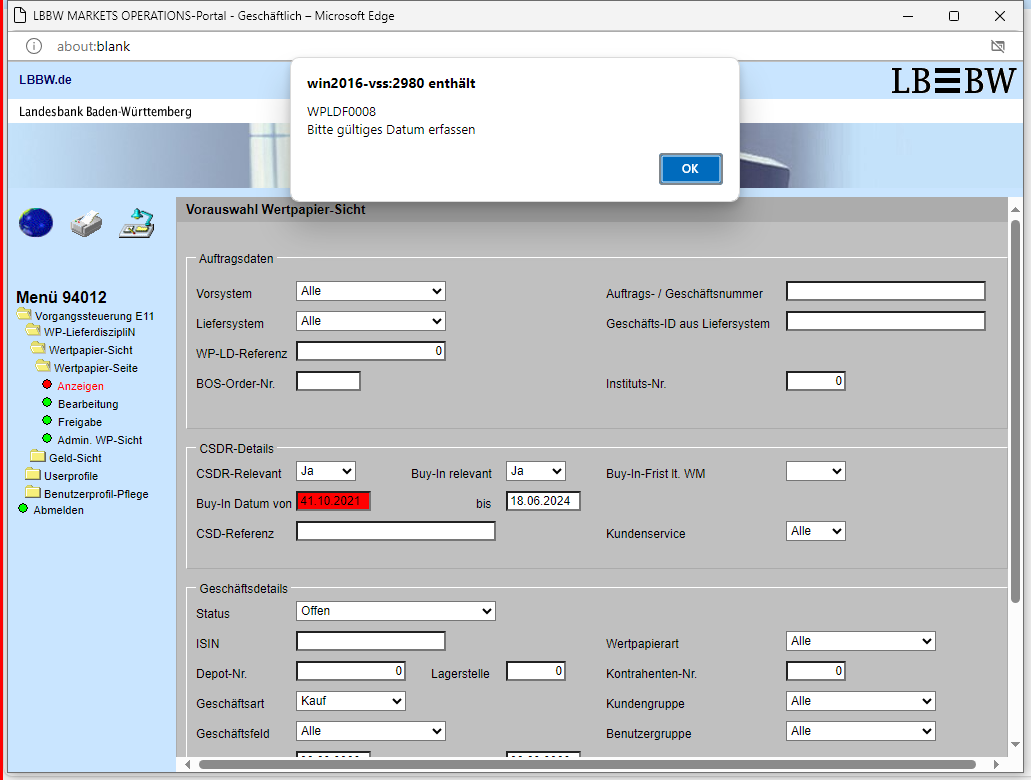 LBBW MARKETS OPERATIONS-Portal - Geschäftlich – Microsoft Edge
about:blank
LBBW.de
LBBW
Landesbank Baden-Württemberg
win2016-vss:2980 enthält
WPLDF0008
Bitte gültiges Datum erfassen
OK
Menü 94012
Vorgangssteuerung E11
WP-LieferdiszipliN
Wertpapier-Sicht
Wertpapier-Seite
Anzeigen
Bearbeitung
Freigabe
Admin. WP-Sicht
Geld-Sicht
Userprofile
Benutzerprofil-Pflege
Abmelden
Vorauswahl Wertpapier-Sicht
Auftragsdaten
Vorsystem Alle Auftrags- / Geschäftsnummer
Liefersystem Alle Geschäfts-ID aus Liefersystem
WP-LD-Referenz 0
BOS-Order-Nr. Instituts-Nr. 0
CSDR-Details
CSDR-Relevant Ja Buy-In relevant Ja Buy-In-Frist lt. WM
Buy-In Datum von 41.10.2021 bis 18.06.2024
CSD-Referenz Kundenservice Alle
Geschäftsdetails
Status Offen
ISIN Wertpapierart Alle
Depot-Nr. 0 Lagerstelle 0 Kontrahenten-Nr. 0
Geschäftsart Kauf Kundengruppe Alle
Geschäftsfeld Alle Benutzergruppe Alle